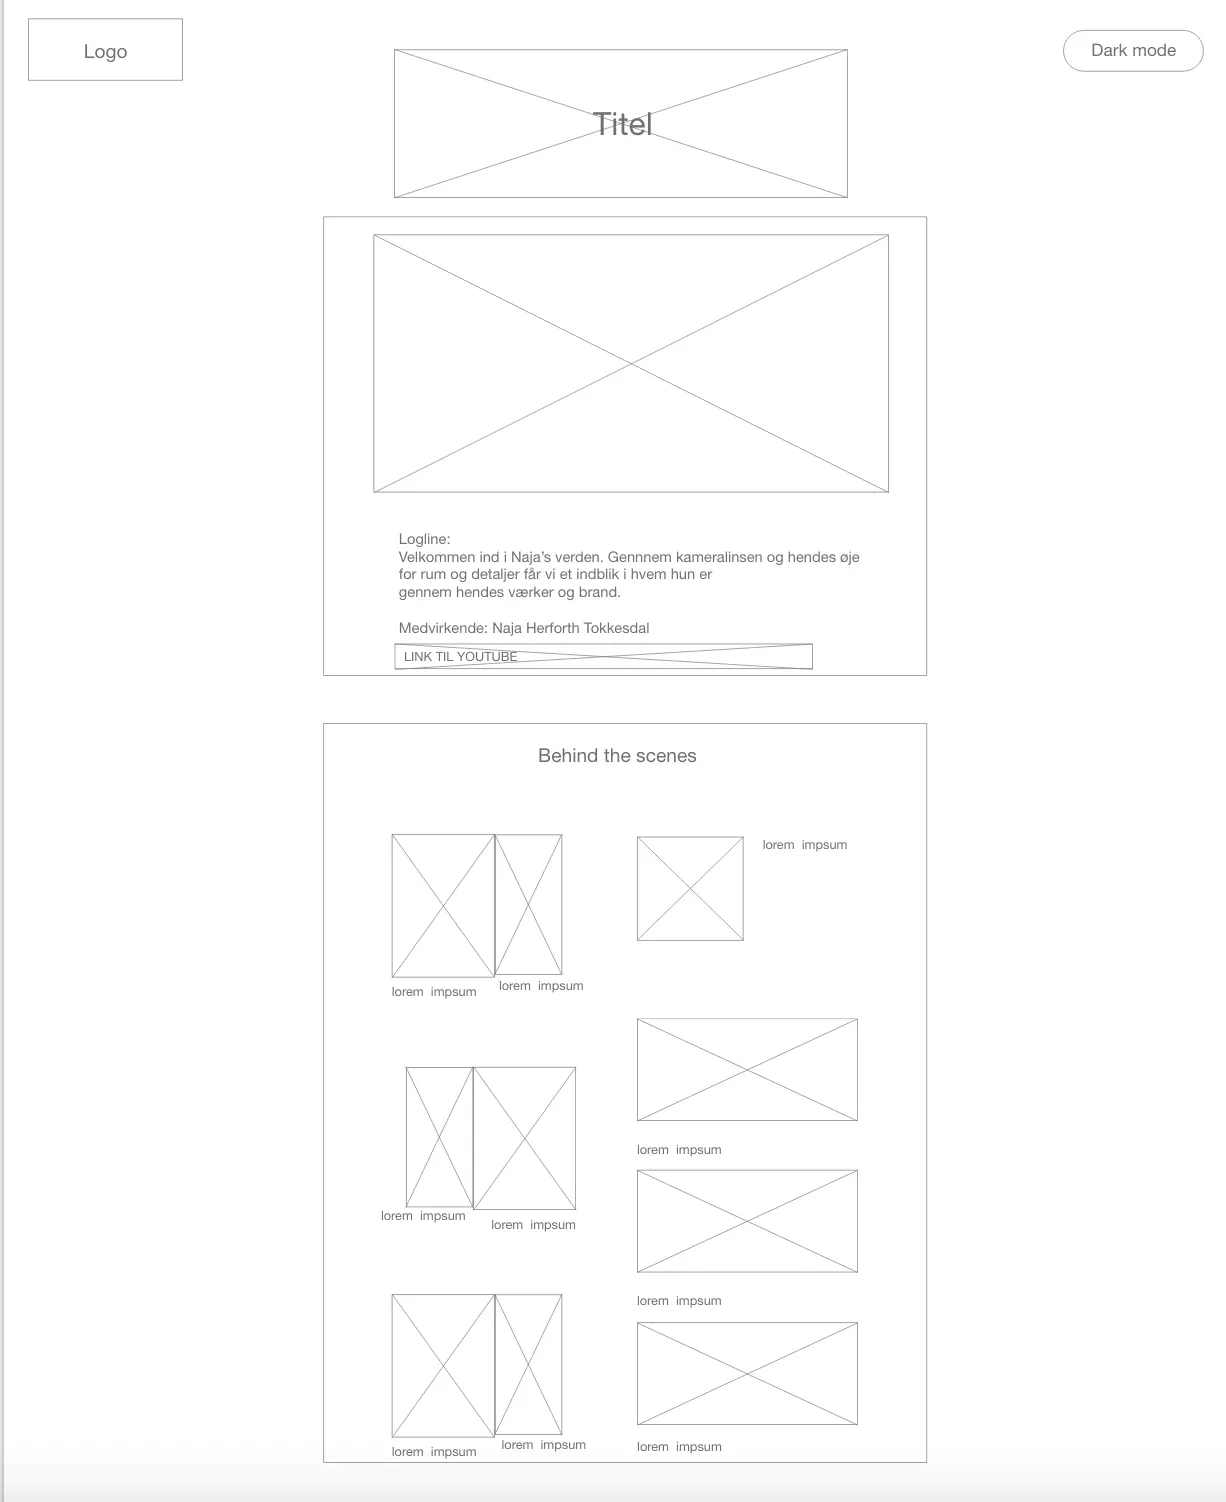 Logo
Dark mode
Titel
Logline:
Velkommen ind i Naja’s verden. Gennnem kameralinsen og hendes øje
for rum og detaljer får vi et indblik i hvem hun er
gennem hendes værker og brand.
Medvirkende: Naja Herforth Tokkesdal
LINK TIL YOUTUBE
Behind the scenes
lorem impsum
lorem impsum
lorem impsum
lorem impsum
lorem impsum
lorem impsum
lorem impsum
lorem impsum
lorem impsum
lorem impsum